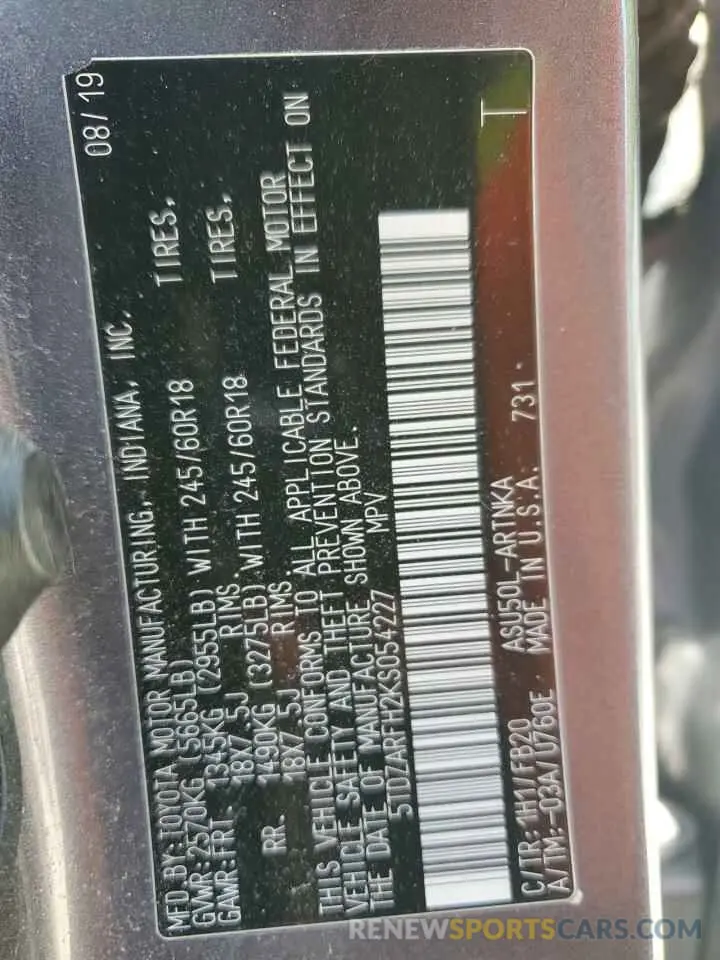 08/19
MFD.BY:TOYOTA MOTOR MANUFACTURING, INDIANA, INC.
GVWR:2570KG (5665LB)
GAWR:FRT. 1345KG (2955LB) WITH 245/60R18 TIRES,
18X7.5J RIMS.
RR. 1490KG (3275LB) WITH 245/60R18 TIRES,
18X7.5J RIMS
THIS VEHICLE CONFORMS TO ALL APPLICABLE FEDERAL MOTOR
VEHICLE SAFETY AND THEFT PREVENTION STANDARDS IN EFFECT ON
THE DATE OF MANUFACTURE SHOWN ABOVE.
5TDZARFH2KS054227 MPV
T
C/TR:1H1/FB20 ASU50L-ARTNKA 731
A/TM:-03A/U760E MADE IN U.S.A.
RENEWSPORTSCARS.COM